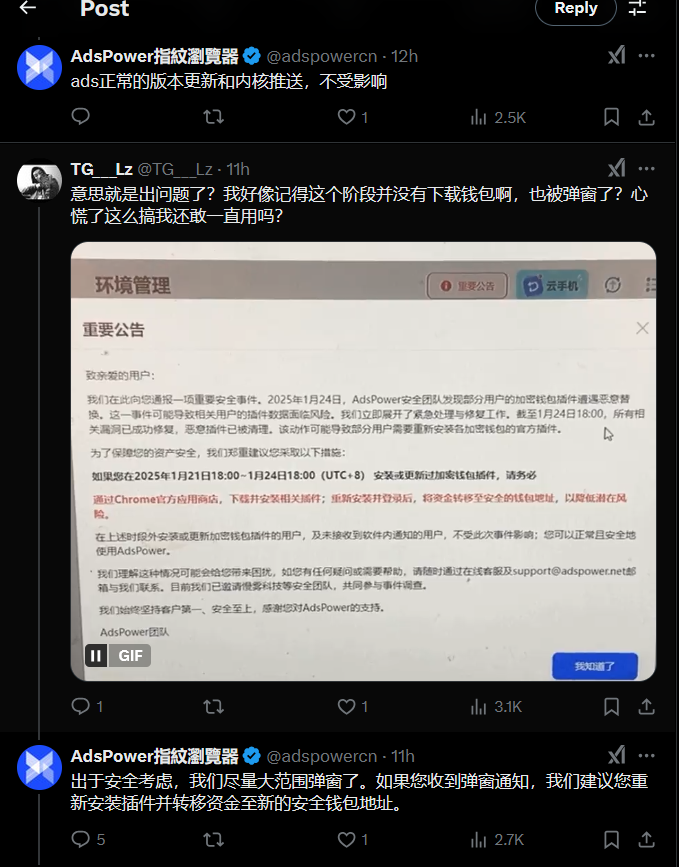 Post
Reply
AdsPower指紋瀏覽器 @adspowercn · 12h
ads正常的版本更新和内核推送，不受影响
1
2.5K
TG___Lz @TG___Lz · 11h
意思就是出问题了？我好像记得这个阶段并没有下载钱包啊，也被弹窗了？心
慌了这么搞我还敢一直用吗？
环境管理
重要公告
云手机
重要公告
致亲爱的用户：
我们在此向您通报一项重要安全事件。2025年1月24日，AdsPower安全团队发现部分用户的加密钱包插件遭遇恶意替
换。这一事件可能导致相关用户的插件数据面临风险。我们立即展开了紧急处理与修复工作。截至1月24日18:00，所有相
关漏洞已成功修复，恶意插件已被清理。该动作可能导致部分用户需要重新安装各加密钱包的官方插件。
为了保障您的资产安全，我们郑重建议您采取以下措施：
如果您在2025年1月21日18:00~1月24日18:00（UTC+8） 安装或更新过加密钱包插件，请务必
通过Chrome官方应用商店，下载并安装相关插件；重新安装并登录后，将资金转移至安全的钱包地址，以降低潜在风
险。
在上述时段外安装或更新加密钱包插件的用户，及未接收到软件内通知的用户，不受此次事件影响；您可以正常且安全地
使用AdsPower。
我们理解这种情况可能会给您带来困扰，如您有任何疑问或需要帮助，请随时通过在线客服及support@adspower.net邮
箱与我们联系。目前我们已邀请慢雾科技等安全团队，共同参与事件调查。
我们始终坚持客户第一、安全至上，感谢您对AdsPower的支持。
AdsPower团队
GIF
我知道了
1
1
3.1K
AdsPower指紋瀏覽器 @adspowercn · 11h
出于安全考虑，我们尽量大范围弹窗了。如果您收到弹窗通知，我们建议您重
新安装插件并转移资金至新的安全钱包地址。
5
1
2.7K